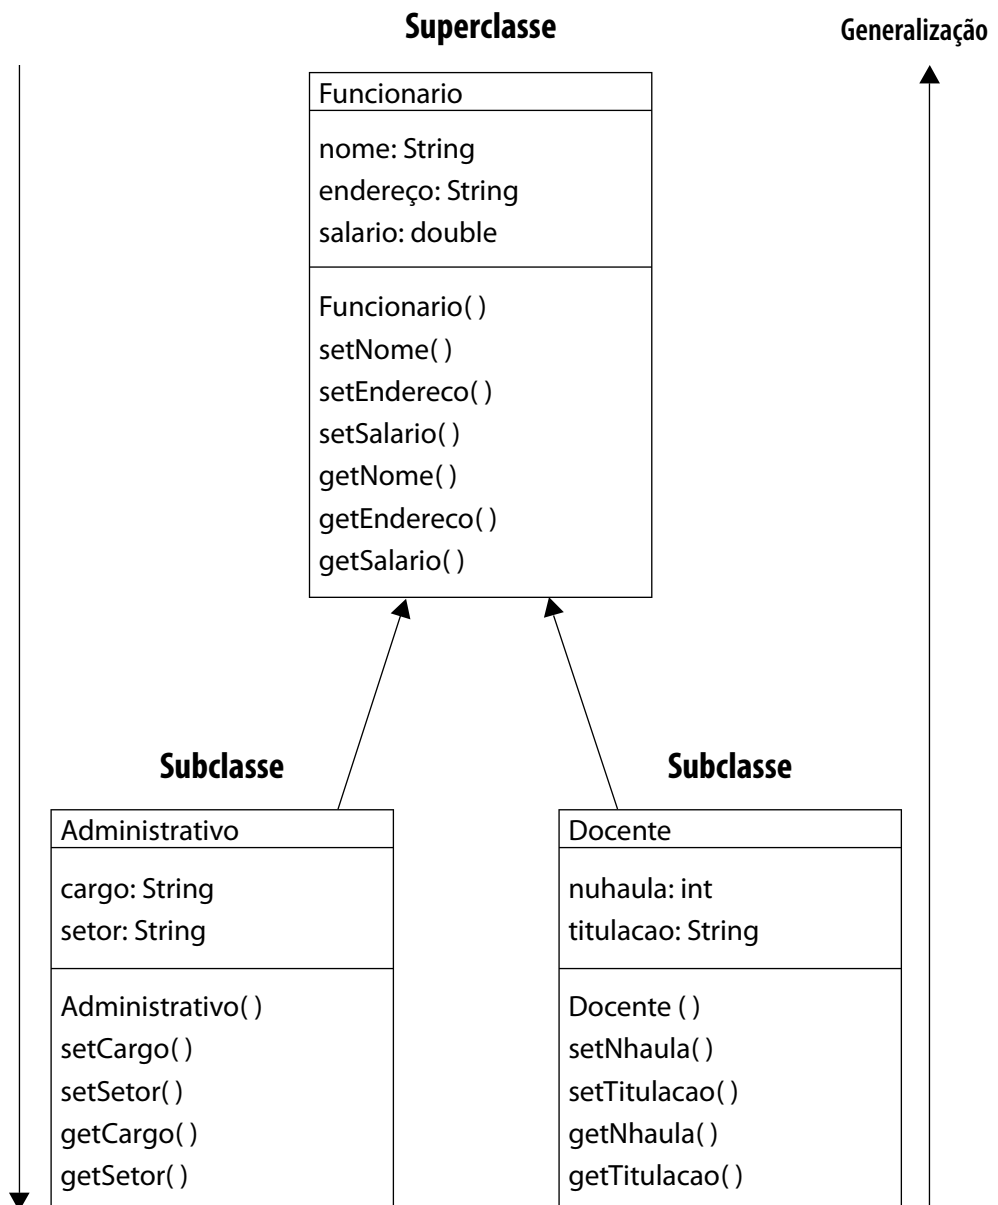 Superclasse
Generalização
Funcionario
nome: String
endereço: String
salario: double
Funcionario( )
setNome( )
setEndereco( )
setSalario( )
getNome( )
getEndereco( )
getSalario( )
Subclasse
Administrativo
cargo: String
setor: String
Administrativo( )
setCargo( )
setSetor( )
getCargo( )
getSetor( )
Subclasse
Docente
nuhaula: int
titulacao: String
Docente ( )
setNhaula( )
setTitulacao( )
getNhaula( )
getTitulacao( )